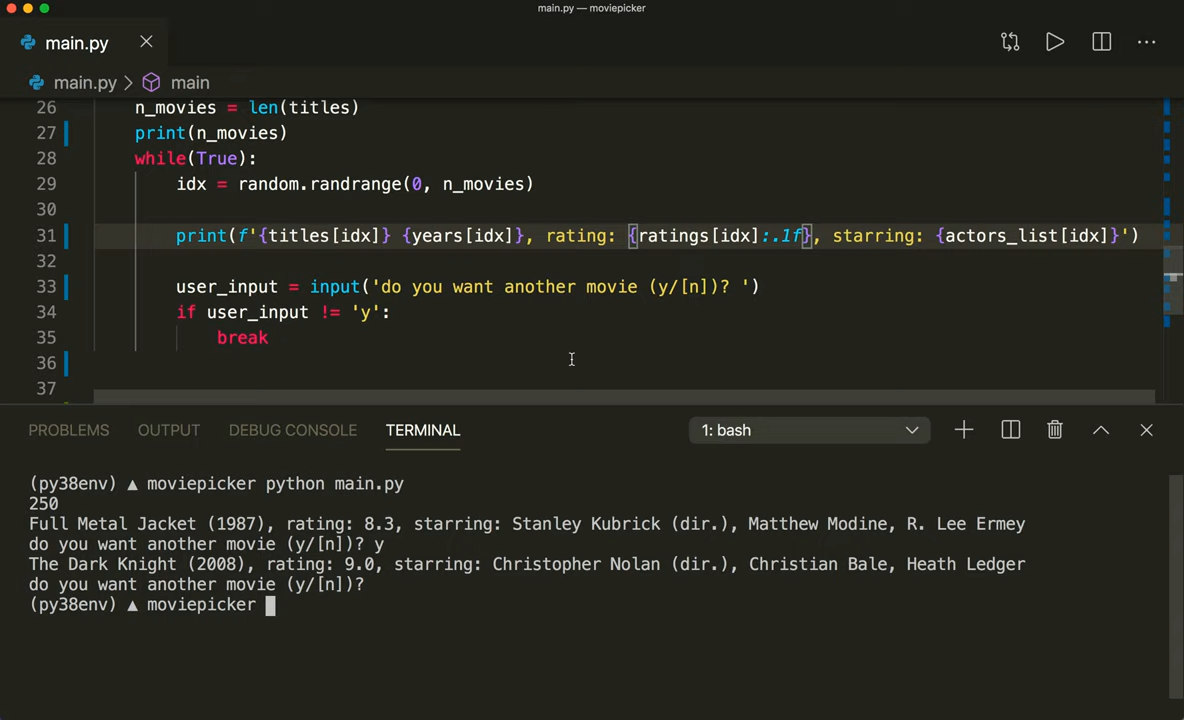 main.py — moviepicker
main.py
main.py > main
26 n_movies = len(titles)
27 print(n_movies)
28 while(True):
29 idx = random.randrange(0, n_movies)
30
31 print(f'{titles[idx]} {years[idx]}, rating: {ratings[idx]:.1f}, starring: {actors_list[idx]}')
32
33 user_input = input('do you want another movie (y/[n])? ')
34 if user_input != 'y':
35 break
36
37
PROBLEMS OUTPUT DEBUG CONSOLE TERMINAL 1: bash
(py38env) ▲ moviepicker python main.py
250
Full Metal Jacket (1987), rating: 8.3, starring: Stanley Kubrick (dir.), Matthew Modine, R. Lee Ermey
do you want another movie (y/[n])? y
The Dark Knight (2008), rating: 9.0, starring: Christopher Nolan (dir.), Christian Bale, Heath Ledger
do you want another movie (y/[n])?
(py38env) ▲ moviepicker